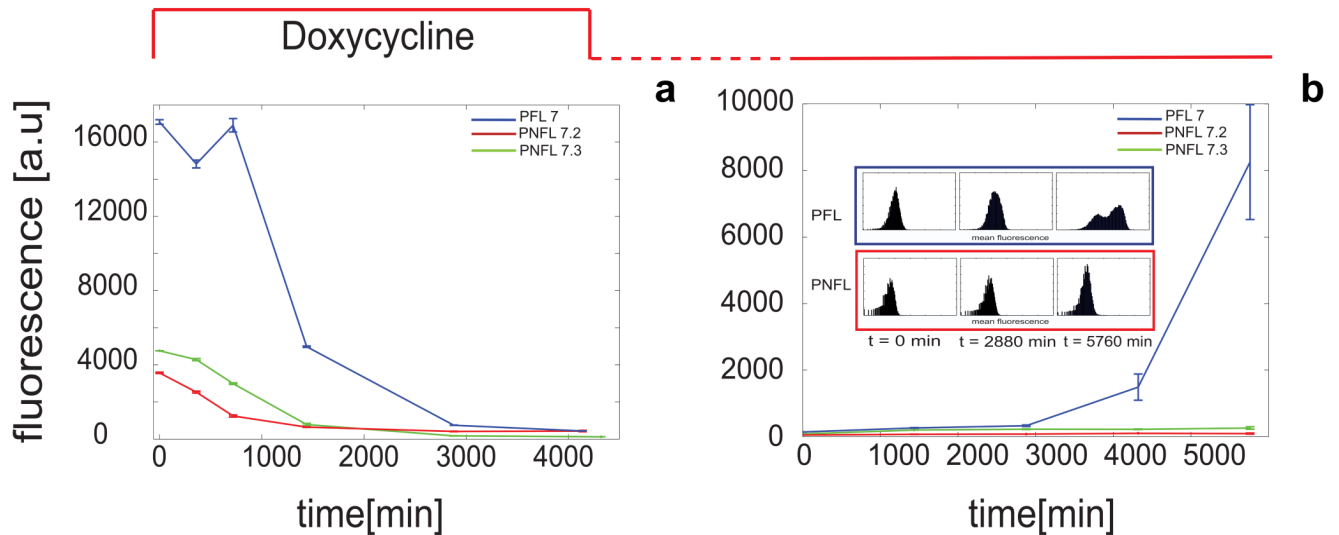 Doxycycline
a
b
fluorescence [a.u]
16000
12000
8000
4000
0
PFL 7
PNFL 7.2
PNFL 7.3
0 1000 2000 3000 4000
time[min]
10000
8000
6000
4000
2000
0
PFL 7
PNFL 7.2
PNFL 7.3
PFL
mean fluorescence
PNFL
mean fluorescence
t = 0 min t = 2880 min t = 5760 min
0 1000 2000 3000 4000 5000
time[min]